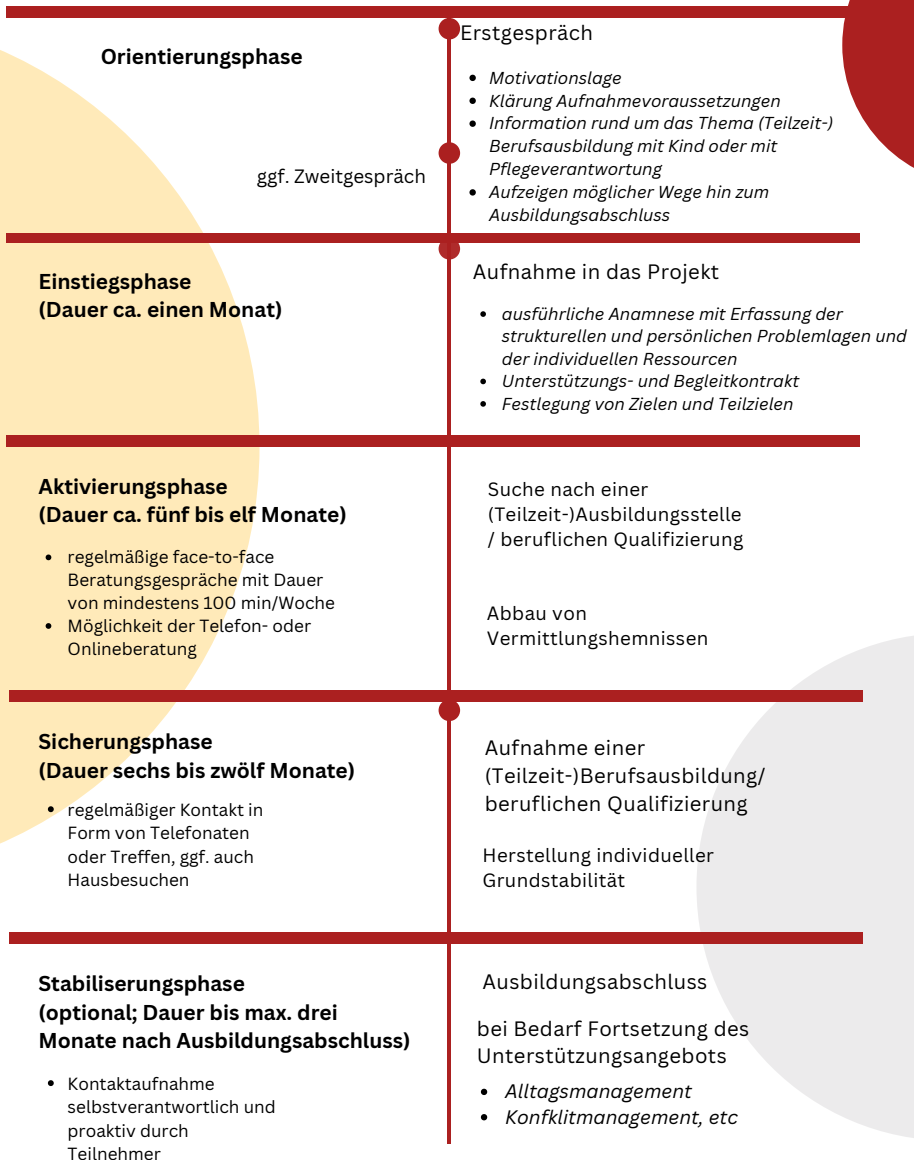 Orientierungsphase
ggf. Zweitgespräch
Erstgespräch
Motivationslage
Klärung Aufnahmevoraussetzungen
Information rund um das Thema (Teilzeit-)
Berufsausbildung mit Kind oder mit
Pflegeverantwortung
Aufzeigen möglicher Wege hin zum
Ausbildungsabschluss
Einstiegsphase
(Dauer ca. einen Monat)
Aufnahme in das Projekt
ausführliche Anamnese mit Erfassung der
strukturellen und persönlichen Problemlagen und
der individuellen Ressourcen
Unterstützungs- und Begleitkontrakt
Festlegung von Zielen und Teilzielen
Aktivierungsphase
(Dauer ca. fünf bis elf Monate)
regelmäßige face-to-face
Beratungsgespräche mit Dauer
von mindestens 100 min/Woche
Möglichkeit der Telefon- oder
Onlineberatung
Suche nach einer
(Teilzeit-)Ausbildungsstelle
/ beruflichen Qualifizierung
Abbau von
Vermittlungshemnissen
Sicherungsphase
(Dauer sechs bis zwölf Monate)
regelmäßiger Kontakt in
Form von Telefonaten
oder Treffen, ggf. auch
Hausbesuchen
Aufnahme einer
(Teilzeit-)Berufsausbildung/
beruflichen Qualifizierung
Herstellung individueller
Grundstabilität
Stabiliserungsphase
(optional; Dauer bis max. drei
Monate nach Ausbildungsabschluss)
Kontaktaufnahme
selbstverantwortlich und
proaktiv durch
Teilnehmer
Ausbildungsabschluss
bei Bedarf Fortsetzung des
Unterstützungsangebots
Alltagsmanagement
Konfklitmanagement, etc